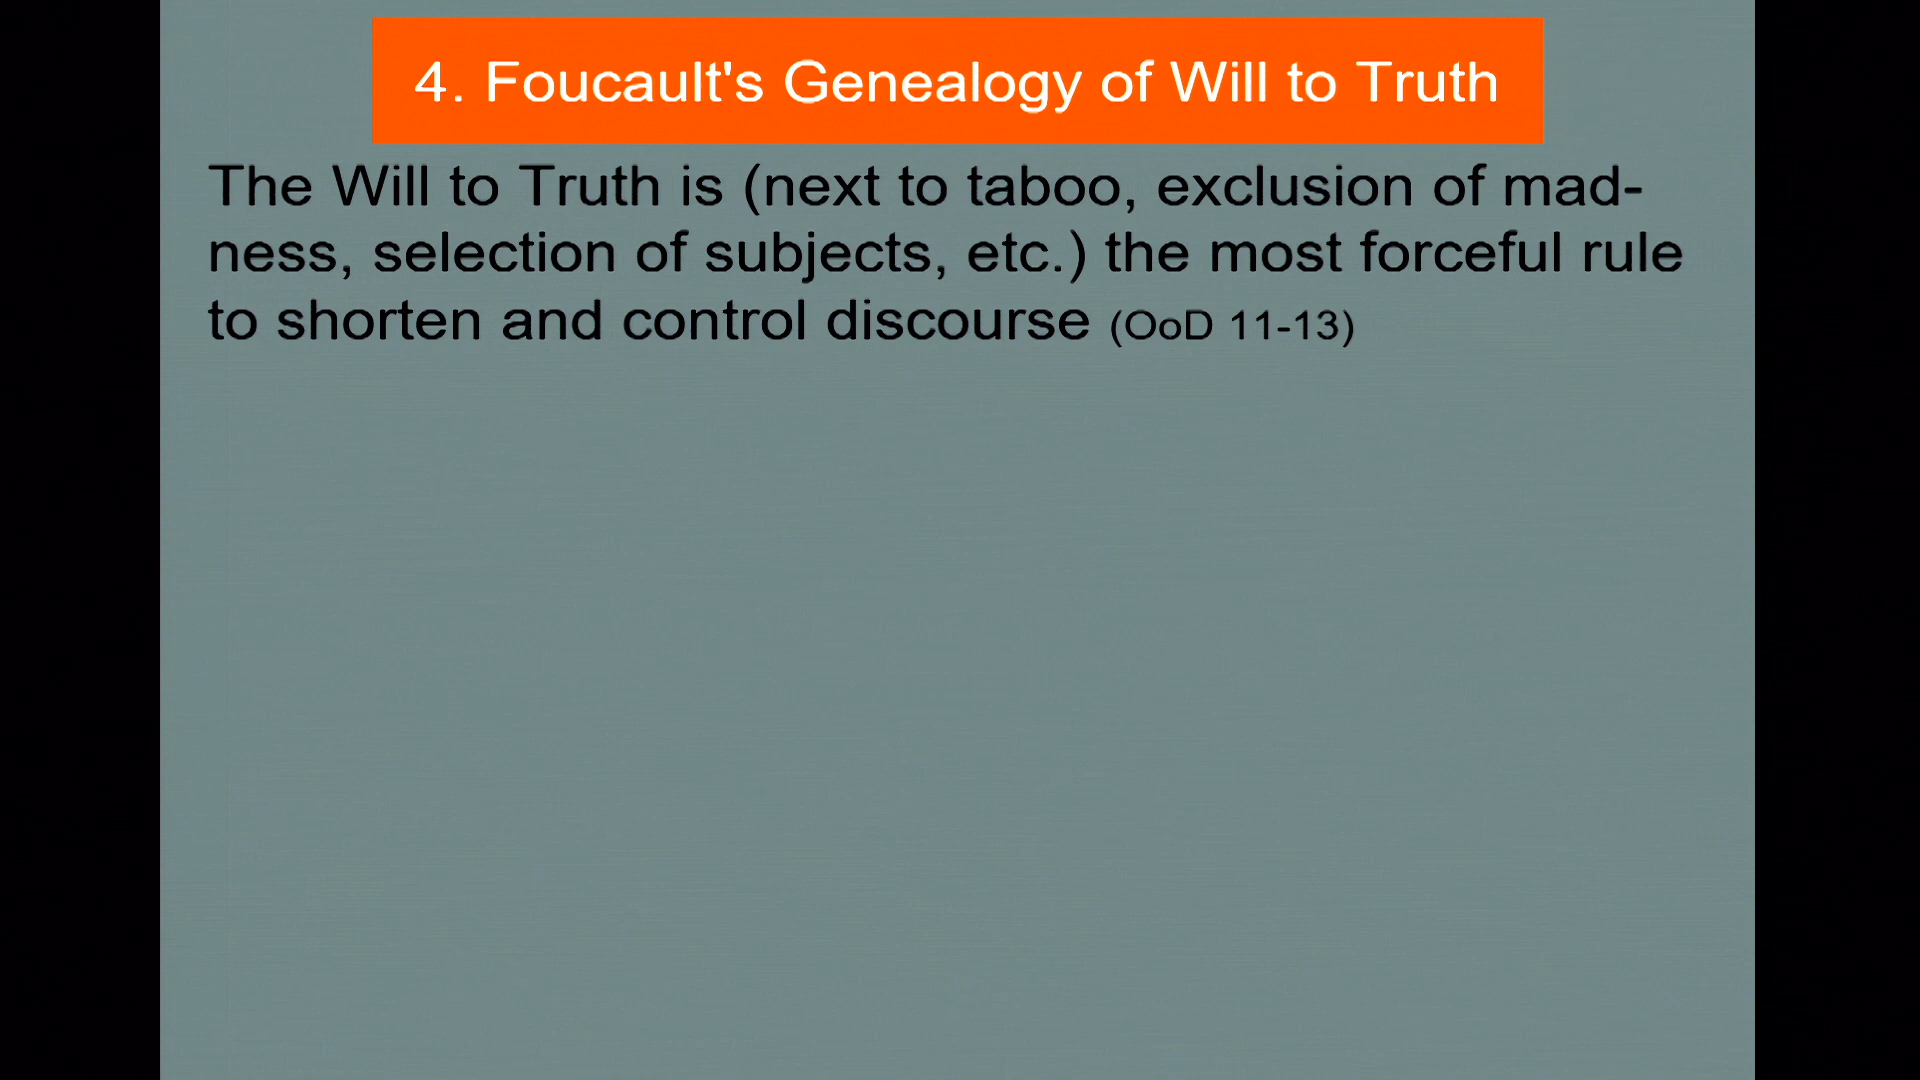 4. Foucault's Genealogy of Will to Truth
The Will to Truth is (next to taboo, exclusion of mad-
ness, selection of subjects, etc.) the most forceful rule
to shorten and control discourse (OoD 11-13)